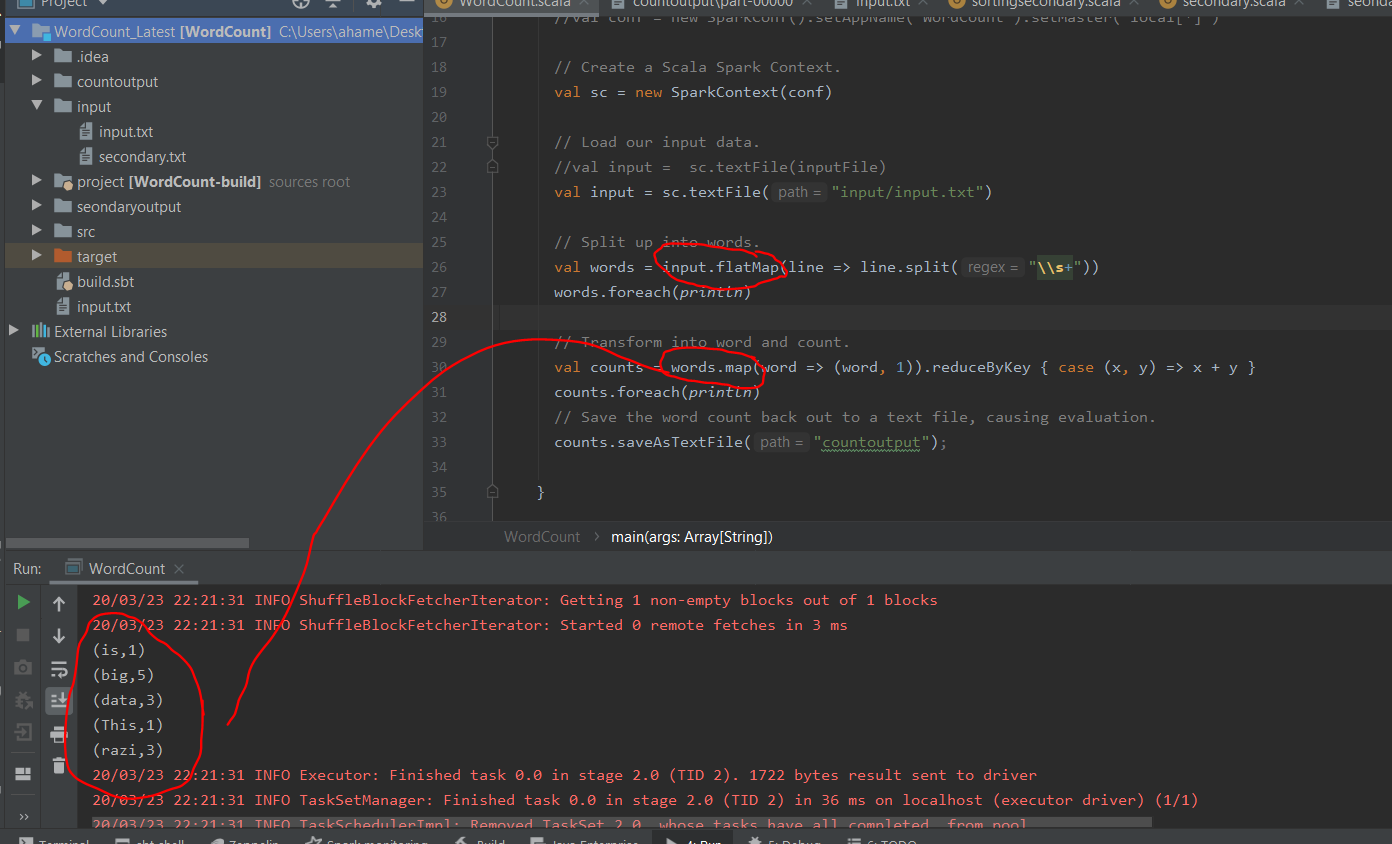 Project
WordCount.scala
countoutput\part-00000
input.txt
sortingsecondary.scala
secondary.scala
WordCount_Latest [WordCount] C:\Users\ahame\Deskt
.idea
countoutput
input
input.txt
secondary.txt
project [WordCount-build] sources root
seondaryoutput
src
target
build.sbt
input.txt
External Libraries
Scratches and Consoles
16 //val conf = new SparkConf().setAppName("WordCount").setMaster("local[*]")
17
18 // Create a Scala Spark Context.
19 val sc = new SparkContext(conf)
20
21 // Load our input data.
22 //val input =  sc.textFile(inputFile)
23 val input = sc.textFile( path = "input/input.txt")
24
25 // Split up into words.
26 val words = input.flatMap(line => line.split( regex = "\\s+"))
27 words.foreach(println)
28
29 // Transform into word and count.
30 val counts = words.map(word => (word, 1)).reduceByKey { case (x, y) => x + y }
31 counts.foreach(println)
32 // Save the word count back out to a text file, causing evaluation.
33 counts.saveAsTextFile( path = "countoutput");
34
35 }
36
WordCount > main(args: Array[String])
Run: WordCount
20/03/23 22:21:31 INFO ShuffleBlockFetcherIterator: Getting 1 non-empty blocks out of 1 blocks
20/03/23 22:21:31 INFO ShuffleBlockFetcherIterator: Started 0 remote fetches in 3 ms
(is,1)
(big,5)
(data,3)
(This,1)
(razi,3)
20/03/23 22:21:31 INFO Executor: Finished task 0.0 in stage 2.0 (TID 2). 1722 bytes result sent to driver
20/03/23 22:21:31 INFO TaskSetManager: Finished task 0.0 in stage 2.0 (TID 2) in 36 ms on localhost (executor driver) (1/1)
20/03/23 22:21:31 INFO TaskSchedulerImpl: Removed TaskSet 2.0, whose tasks have all completed, from pool
Terminal sbt shell Zeppelin Spark monitoring Build Java Enterprise 4: Run 5: Debug 6: TODO